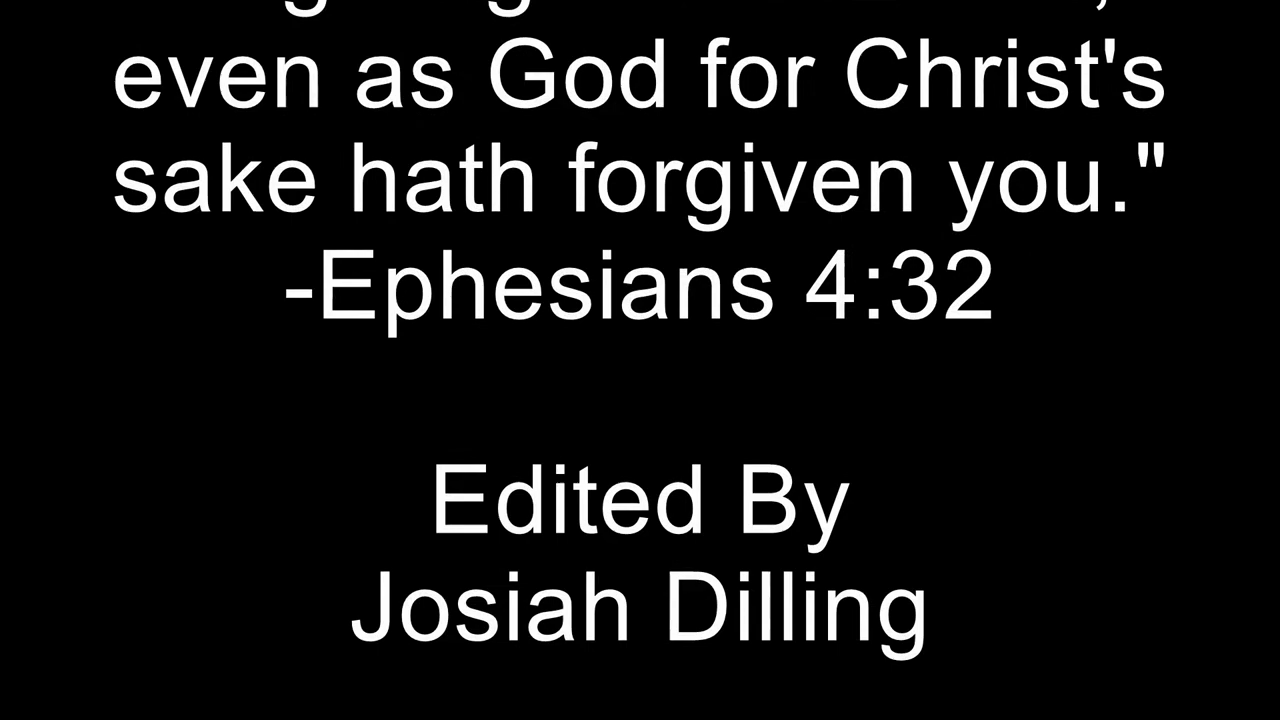 even as God for Christ's
sake hath forgiven you."
-Ephesians 4:32
Edited By
Josiah Dilling